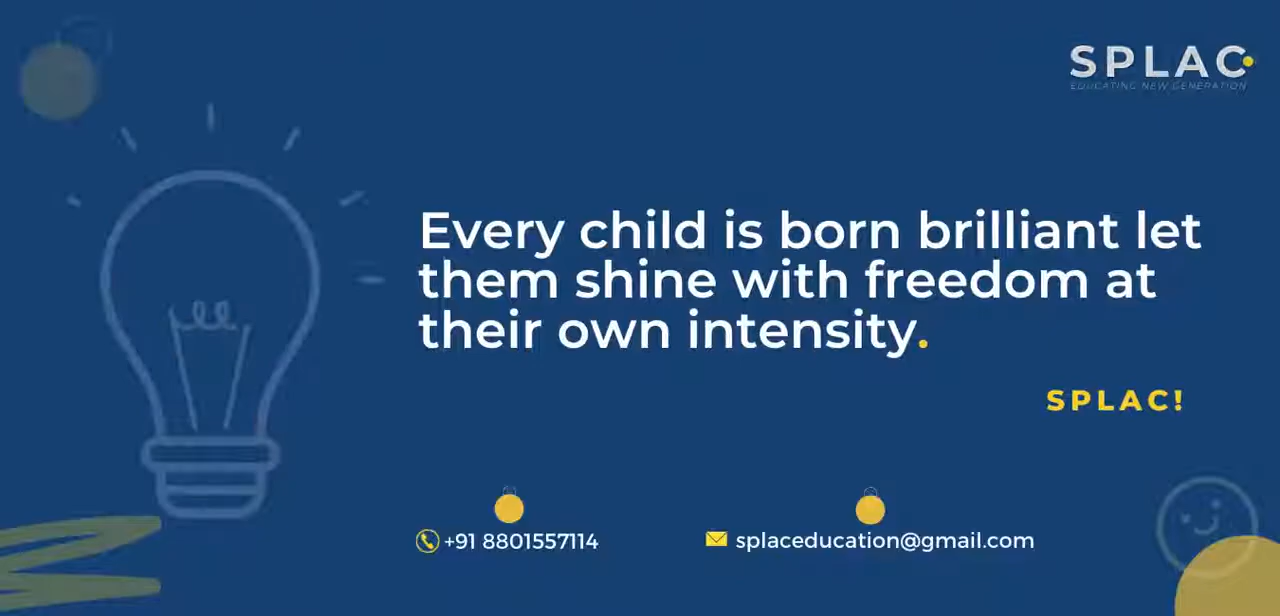 SPLAC
EDUCATING NEW GENERATION
Every child is born brilliant let
them shine with freedom at
their own intensity.
SPLAC!
+91 8801557114
splaceducation@gmail.com